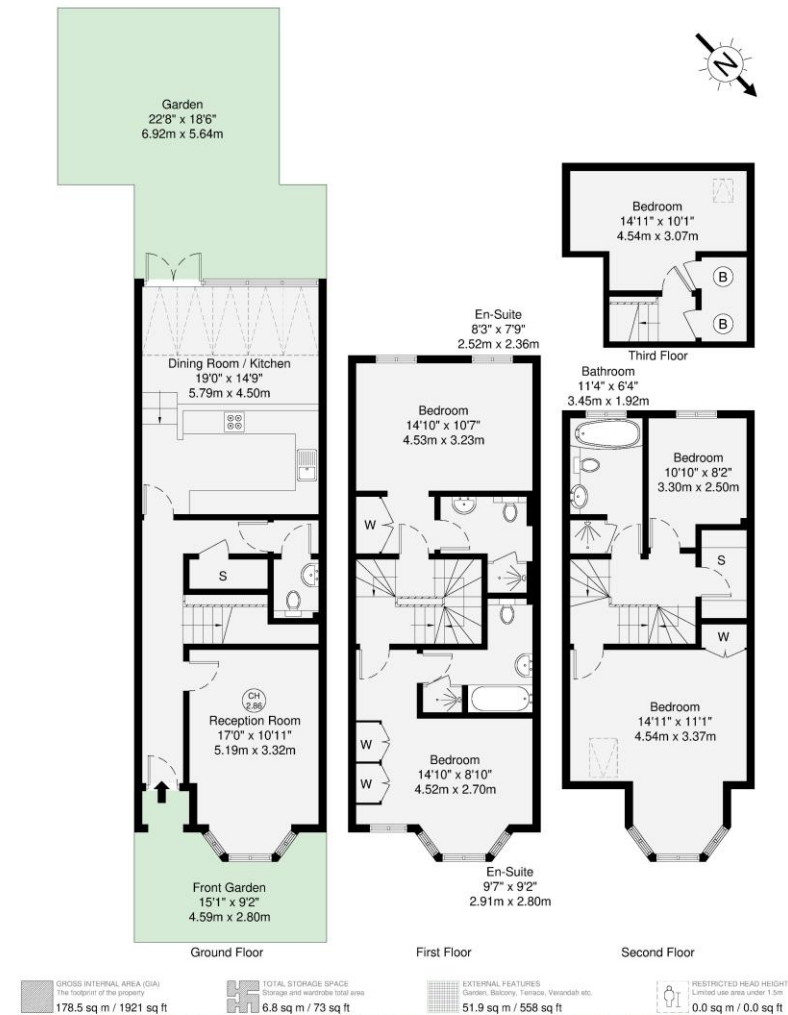 Garden
22'8" x 18'6"
6.92m x 5.64m
N
Bedroom
14'11" x 10'1"
4.54m x 3.07m
B
B
Third Floor
En-Suite
8'3" x 7'9"
2.52m x 2.36m
Dining Room / Kitchen
19'0" x 14'9"
5.79m x 4.50m
Bathroom
11'4" x 6'4"
3.45m x 1.92m
Bedroom
14'10" x 10'7"
4.53m x 3.23m
Bedroom
10'10" x 8'2"
3.30m x 2.50m
W
S
S
W
CH
2.86
Reception Room
17'0" x 10'11"
5.19m x 3.32m
W
W
Bedroom
14'10" x 8'10"
4.52m x 2.70m
Bedroom
14'11" x 11'1"
4.54m x 3.37m
En-Suite
9'7" x 9'2"
2.91m x 2.80m
Front Garden
15'1" x 9'2"
4.59m x 2.80m
Ground Floor
First Floor
Second Floor
GROSS INTERNAL AREA (GIA)
The footprint of the property
178.5 sq m / 1921 sq ft
TOTAL STORAGE SPACE
Storage and wardrobe total area
6.8 sq m / 73 sq ft
EXTERNAL FEATURES
Garden, Balcony, Terrace, Verandah etc.
51.9 sq m / 558 sq ft
RESTRICTED HEAD HEIGHT
Limited use area under 1.5m
0.0 sq m / 0.0 sq ft